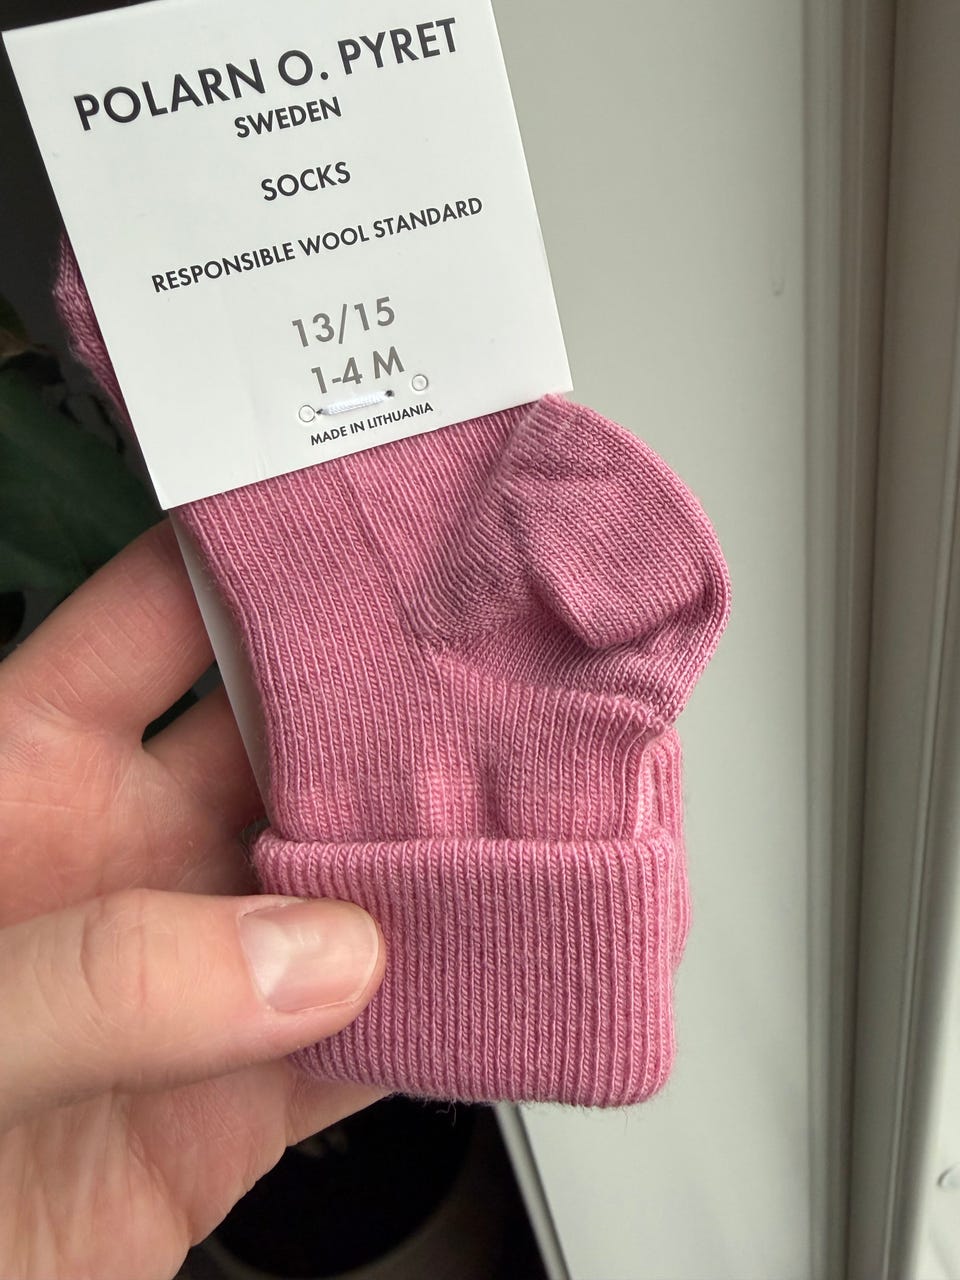 POLARN O. PYRET
SWEDEN
SOCKS
RESPONSIBLE WOOL STANDARD
13/15
1-4 M
MADE IN LITHUANIA